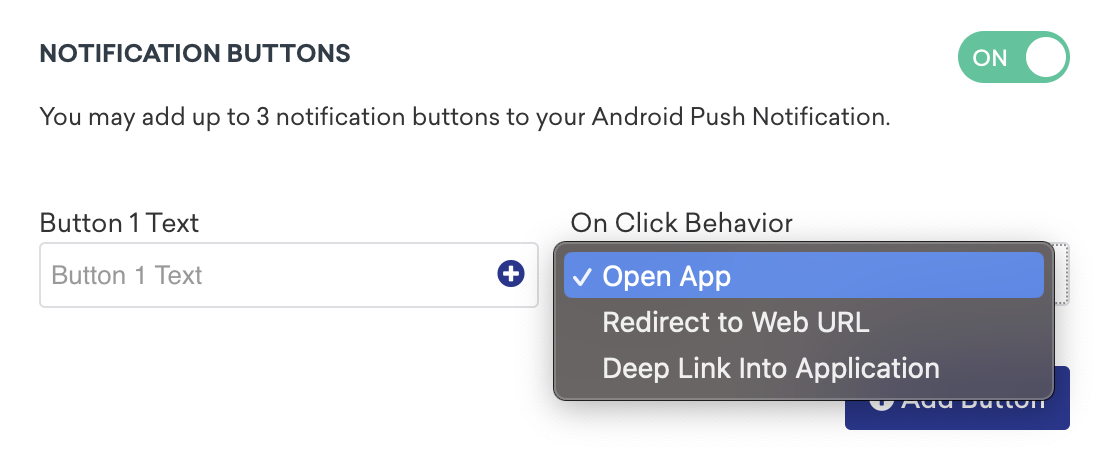 NOTIFICATION BUTTONS
ON
You may add up to 3 notification buttons to your Android Push Notification.
Button 1 Text
On Click Behavior
Button 1 Text
✓ Open App
Redirect to Web URL
Deep Link Into Application
Add Button